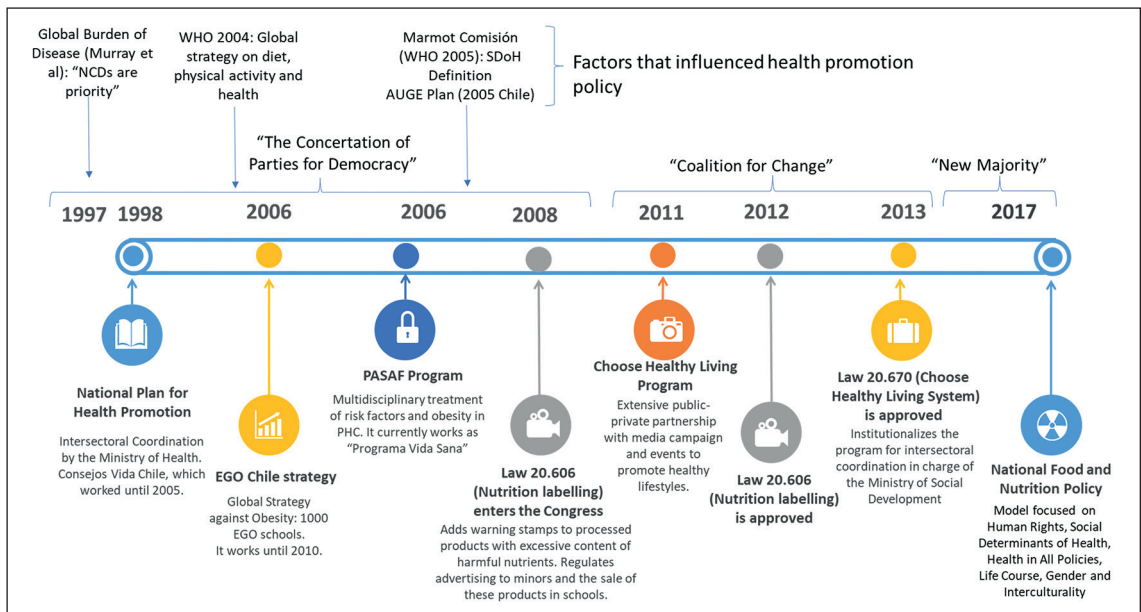 Global Burden of
Disease (Murray et
al): “NCDs are
priority”
WHO 2004: Global
strategy on diet,
physical activity and
health
Marmot Comisión
(WHO 2005): SDoH
Definition
AUGE Plan (2005 Chile)
Factors that influenced health promotion
policy
“The Concertation of
Parties for Democracy”
“Coalition for Change”
“New Majority”
1997 1998 2006 2006 2008 2011 2012 2013 2017
National Plan for
Health Promotion
Intersectoral Coordination
by the Ministry of Health.
Consejos Vida Chile, which
worked until 2005.
EGO Chile strategy
Global Strategy
against Obesity: 1000
EGO schools.
It works until 2010.
PASAF Program
Multidisciplinary treatment
of risk factors and obesity in
PHC. It currently works as
“Programa Vida Sana”
Law 20.606
(Nutrition labelling)
enters the Congress
Adds warning stamps to processed
products with excessive content of
harmful nutrients. Regulates
advertising to minors and the sale of
these products in schools.
Choose Healthy Living
Program
Extensive public-
private partnership
with media campaign
and events to
promote healthy
lifestyles.
Law 20.606
(Nutrition labelling)
is approved
Law 20.670 (Choose
Healthy Living System)
is approved
Institutionalizes the
program for intersectoral
coordination in charge of
the Ministry of Social
Development
National Food and
Nutrition Policy
Model focused on
Human Rights, Social
Determinants of Health,
Health in All Policies,
Life Course, Gender and
Interculturality